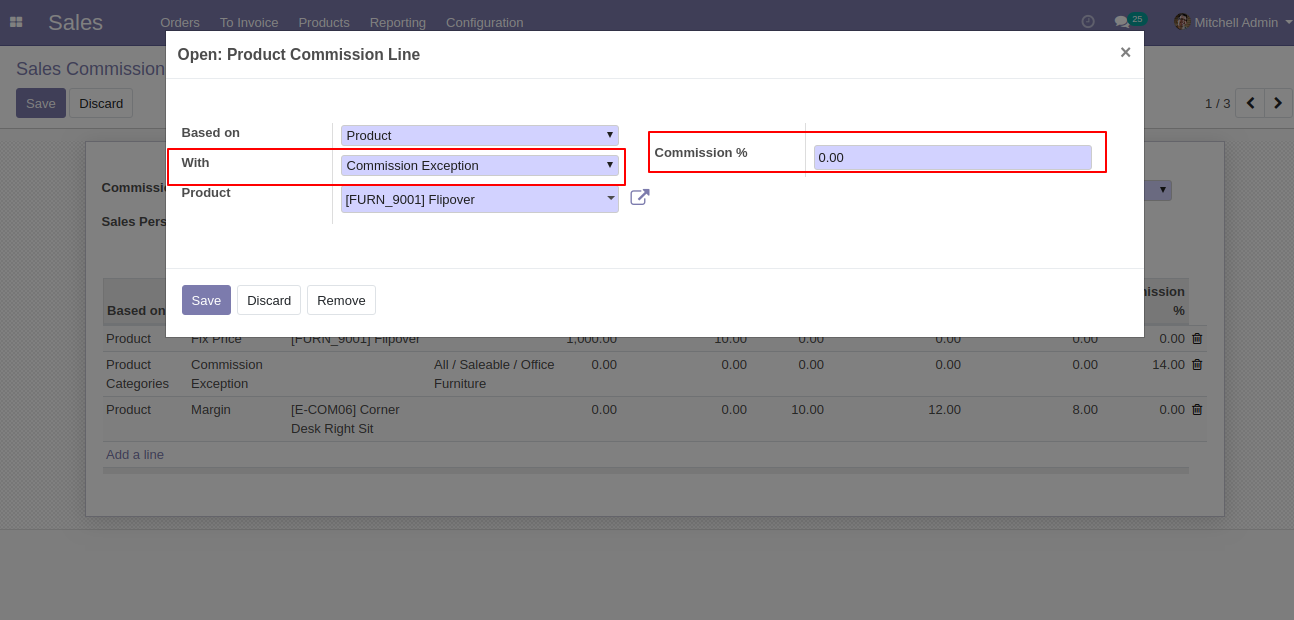 Sales Orders To Invoice Products Reporting Configuration 25 Mitchell Admin
Open: Product Commission Line ×
Sales Commission
Save Discard 1 / 3
Based on Product
With Commission Exception
Commission % 0.00
Product [FURN_9001] Flipover
Commissi
Sales Pers
Save Discard Remove
Based on ission
%
Product Fix Price [FURN_9001] Flipover 1,000.00 10.00 0.00 0.00 0.00 0.00
Product Commission All / Saleable / Office 0.00 0.00 0.00 0.00 0.00 14.00
Categories Exception Furniture
Product Margin [E-COM06] Corner 0.00 0.00 10.00 12.00 8.00 0.00
Desk Right Sit
Add a line